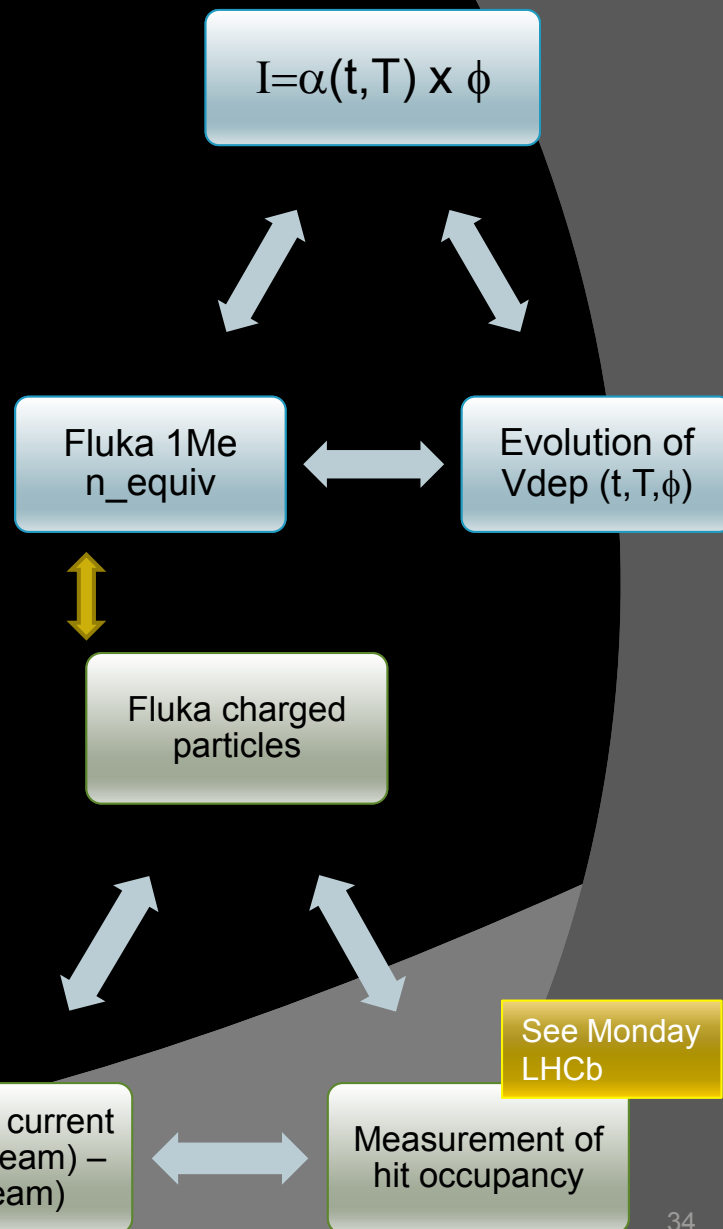 I=α(t,T) x ϕ
Fluka 1Me
n_equiv
Evolution of
Vdep (t,T,ϕ)
Fluka charged
particles
See Monday
LHCb
current
eam) –
eam)
Measurement of
hit occupancy
34